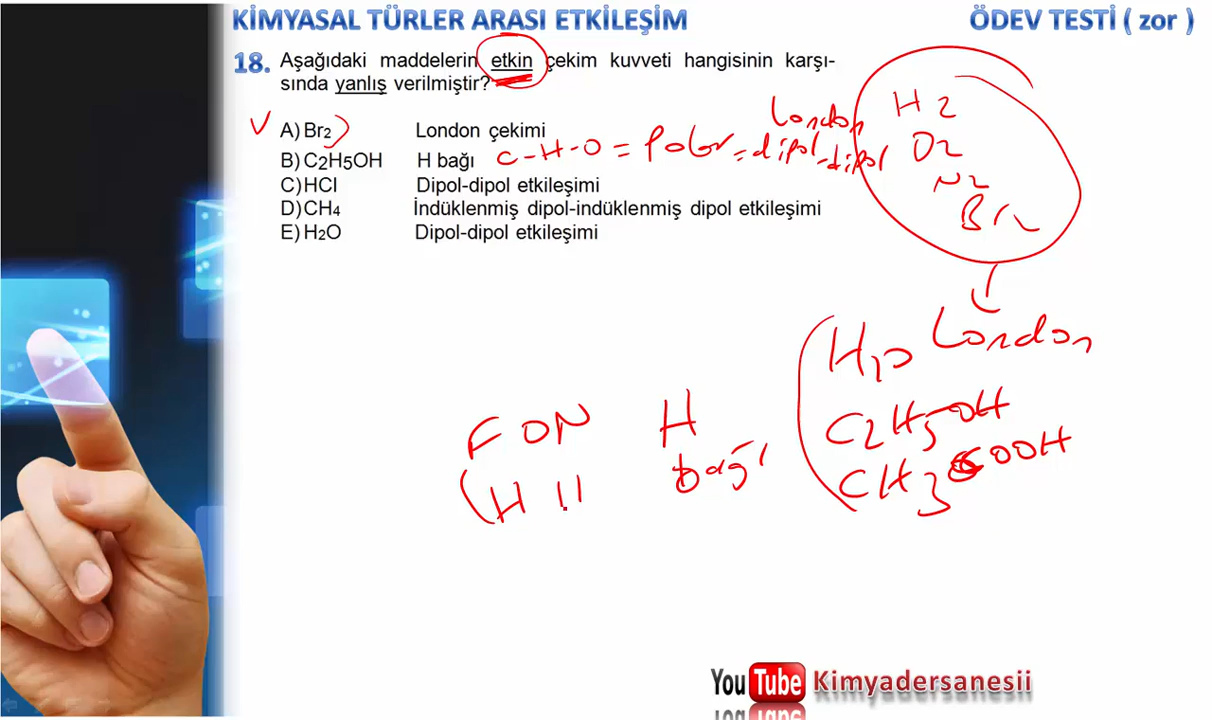 KİMYASAL TÜRLER ARASI ETKİLEŞİM ÖDEV TESTİ ( zor )
18. Aşağıdaki maddelerin etkin çekim kuvveti hangisinin karşı-
sında yanlış verilmiştir?
A) Br2 London çekimi
B) C2H5OH H bağı
C) HCl Dipol-dipol etkileşimi
D) CH4 İndüklenmiş dipol-indüklenmiş dipol etkileşimi
E) H2O Dipol-dipol etkileşimi
London
C-H-O = Polar = dipol-dipol
H2
O2
N2
Br2
London
H2O
C2H5OH
CH3COOH
FON H
H bağı
You Tube Kimyadersanesii